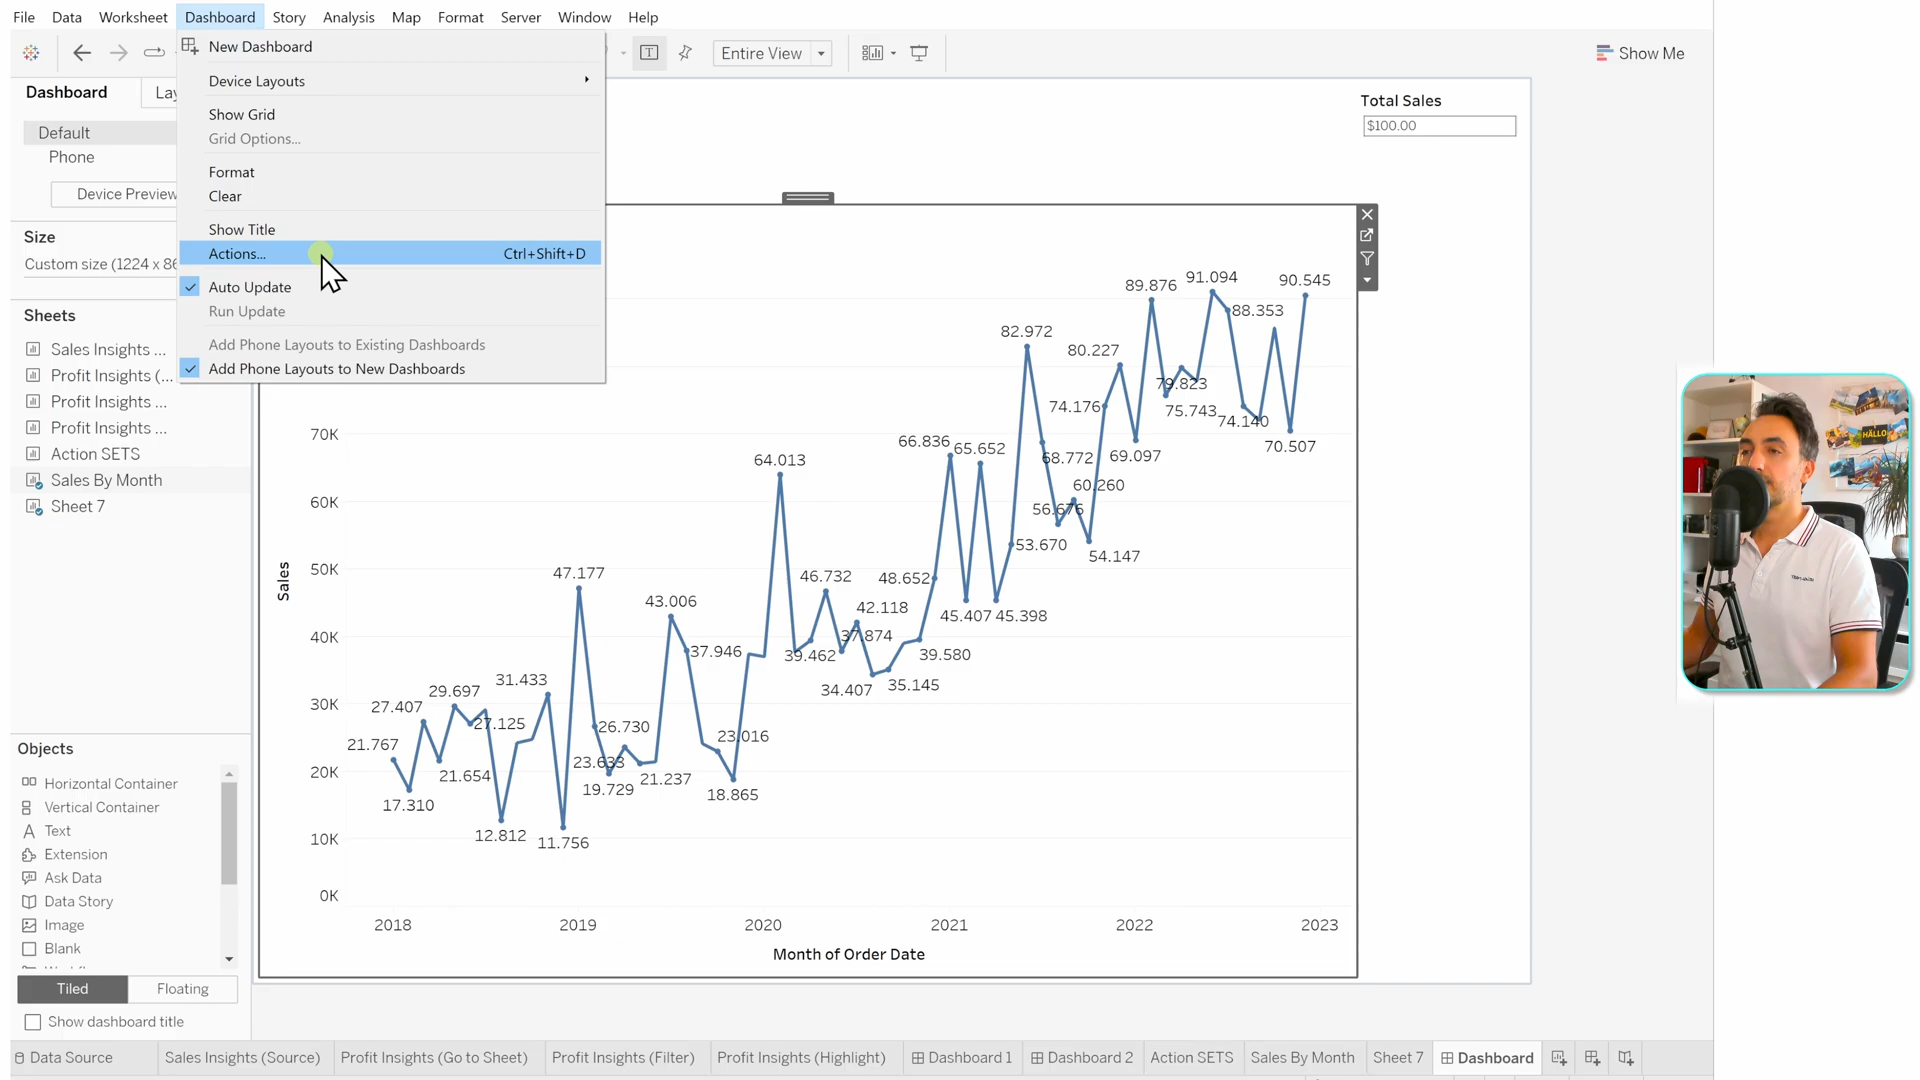 File Data Worksheet Dashboard Story Analysis Map Format Server Window Help
New Dashboard
Device Layouts
Show Grid
Grid Options...
Format
Clear
Show Title
Actions... Ctrl+Shift+D
Auto Update
Run Update
Add Phone Layouts to Existing Dashboards
Add Phone Layouts to New Dashboards
Entire View
Show Me
Dashboard
Default
Phone
Device Preview
Size
Custom size (1224 x
Sheets
Sales Insights ...
Profit Insights (...
Profit Insights ...
Profit Insights ...
Action SETS
Sales By Month
Sheet 7
Objects
Horizontal Container
Vertical Container
Text
Extension
Ask Data
Data Story
Image
Blank
Tiled Floating
Show dashboard title
Total Sales
$100.00
89.876 91.094 90.545
88.353
82.972
80.227
79.823
74.176 75.743 74.140
70K
66.836 65.652 68.772 69.097 70.507
64.013
60K
60.260
56.676
53.670 54.147
50K
Sales
47.177 46.732 48.652
43.006 42.118 45.407 45.398
40K
37.874
37.946 39.462 39.580
34.407 35.145
30K
31.433
27.407 29.697 27.125 26.730
21.767 23.633 23.016
20K
21.654 21.237
17.310 19.729 18.865
12.812 11.756
10K
0K
2018 2019 2020 2021 2022 2023
Month of Order Date
HALLO
Data Source Sales Insights (Source) Profit Insights (Go to Sheet) Profit Insights (Filter) Profit Insights (Highlight) Dashboard 1 Dashboard 2 Action SETS Sales By Month Sheet 7 Dashboard